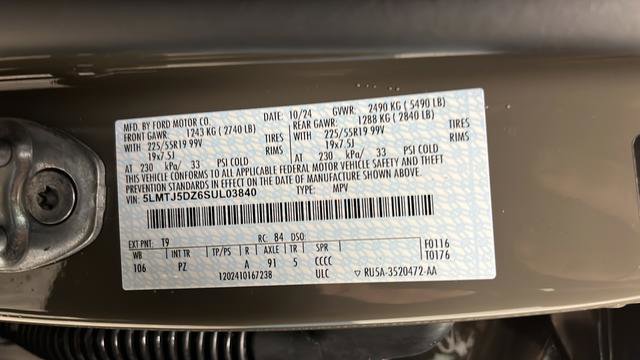 MFD. BY FORD MOTOR CO. DATE: 10/24 GVWR: 2490 KG (5490 LB)
FRONT GAWR: 1243 KG (2740 LB) REAR GAWR: 1288 KG (2840 LB)
WITH 225/55R19 99V TIRES WITH 225/55R19 99V TIRES
19x7.5J RIMS 19x7.5J RIMS
AT 230 kPa/ 33 PSI COLD AT 230 kPa/ 33 PSI COLD
THIS VEHICLE CONFORMS TO ALL APPLICABLE FEDERAL MOTOR VEHICLE SAFETY AND THEFT
PREVENTION STANDARDS IN EFFECT ON THE DATE OF MANUFACTURE SHOWN ABOVE.
VIN: 5LMTJ5DZ6SUL03840 TYPE: MPV
EXT PNT: T9 RC: 84 DSO: F0116
WB TP/PS R AXLE TR SPR T0176
106 PZ A 91 5 CCCC
1202410167238 ULC ▽ RU5A-3520472-AA